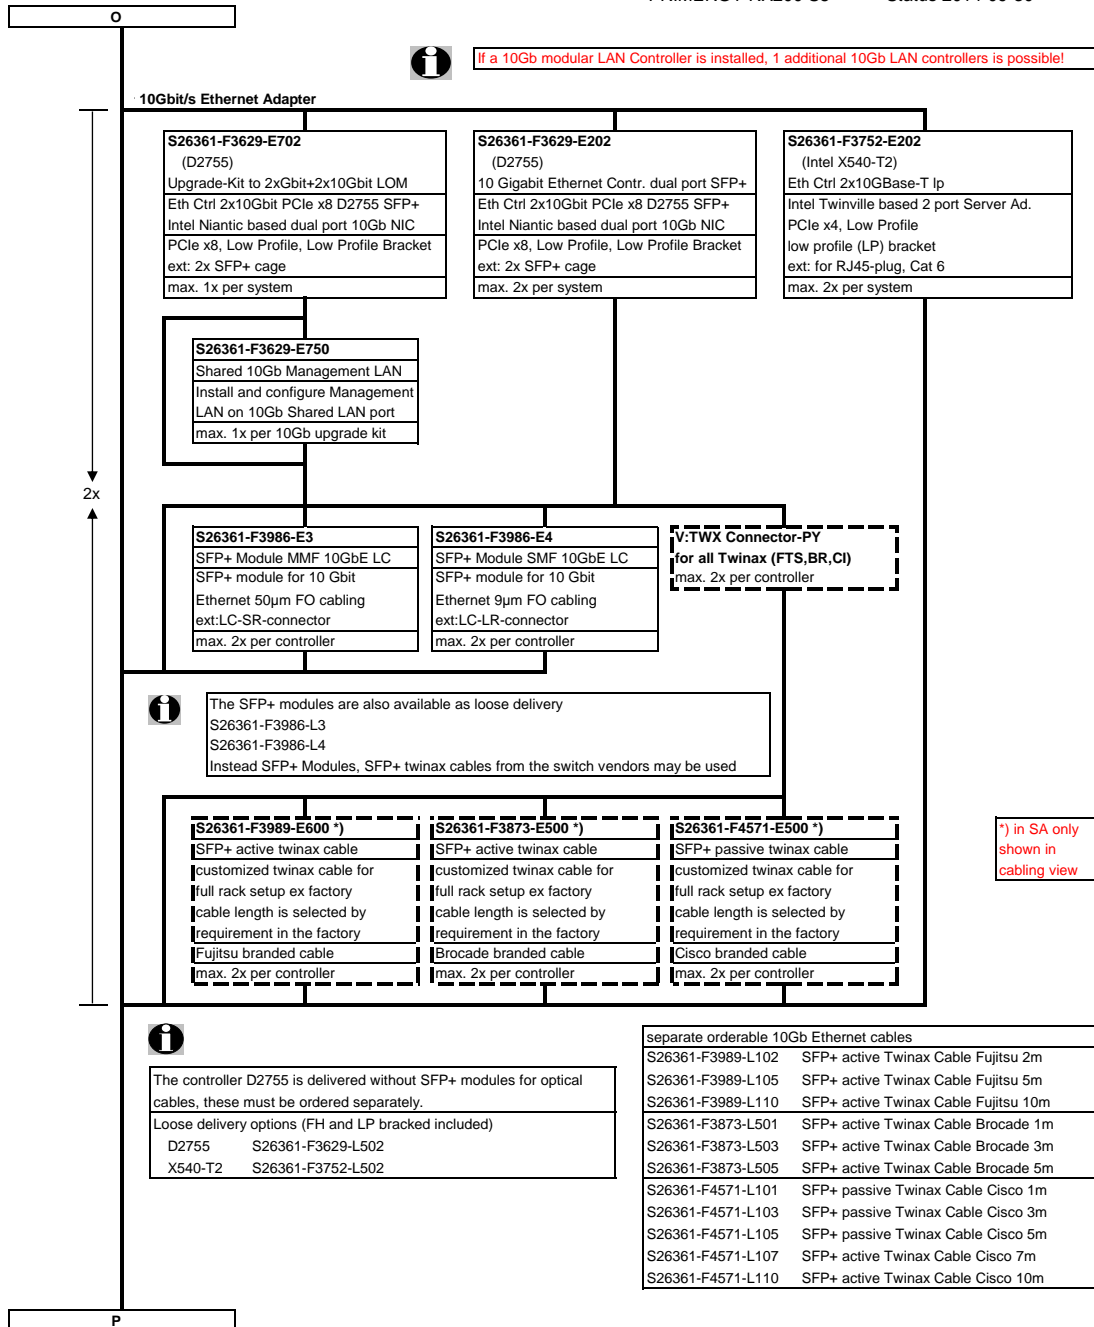 O
If a 10Gb modular LAN Controller is installed, 1 additional 10Gb LAN controllers is possible!
10Gbit/s Ethernet Adapter
S26361-F3629-E702
(D2755)
Upgrade-Kit to 2xGbit+2x10Gbit LOM
Eth Ctrl 2x10Gbit PCIe x8 D2755 SFP+
Intel Niantic based dual port 10Gb NIC
PCIe x8, Low Profile, Low Profile Bracket
ext: 2x SFP+ cage
max. 1x per system
S26361-F3629-E202
(D2755)
10 Gigabit Ethernet Contr. dual port SFP+
Eth Ctrl 2x10Gbit PCIe x8 D2755 SFP+
Intel Niantic based dual port 10Gb NIC
PCIe x8, Low Profile, Low Profile Bracket
ext: 2x SFP+ cage
max. 2x per system
S26361-F3752-E202
(Intel X540-T2)
Eth Ctrl 2x10GBase-T lp
Intel Twinville based 2 port Server Ad.
PCIe x4, Low Profile
low profile (LP) bracket
ext: for RJ45-plug, Cat 6
max. 2x per system
S26361-F3629-E750
Shared 10Gb Management LAN
Install and configure Management
LAN on 10Gb Shared LAN port
max. 1x per 10Gb upgrade kit
2x
S26361-F3986-E3
SFP+ Module MMF 10GbE LC
SFP+ module for 10 Gbit
Ethernet 50µm FO cabling
ext:LC-SR-connector
max. 2x per controller
S26361-F3986-E4
SFP+ Module SMF 10GbE LC
SFP+ module for 10 Gbit
Ethernet 9µm FO cabling
ext:LC-LR-connector
max. 2x per controller
V:TWX Connector-PY
for all Twinax (FTS,BR,CI)
max. 2x per controller
The SFP+ modules are also available as loose delivery
S26361-F3986-L3
S26361-F3986-L4
Instead SFP+ Modules, SFP+ twinax cables from the switch vendors may be used
S26361-F3989-E600 *)
SFP+ active twinax cable
customized twinax cable for
full rack setup ex factory
cable length is selected by
requirement in the factory
Fujitsu branded cable
max. 2x per controller
S26361-F3873-E500 *)
SFP+ active twinax cable
customized twinax cable for
full rack setup ex factory
cable length is selected by
requirement in the factory
Brocade branded cable
max. 2x per controller
S26361-F4571-E500 *)
SFP+ passive twinax cable
customized twinax cable for
full rack setup ex factory
cable length is selected by
requirement in the factory
Cisco branded cable
max. 2x per controller
*) in SA only
shown in
cabling view
The controller D2755 is delivered without SFP+ modules for optical
cables, these must be ordered separately.
Loose delivery options (FH and LP bracked included)
D2755 S26361-F3629-L502
X540-T2 S26361-F3752-L502
separate orderable 10Gb Ethernet cables
S26361-F3989-L102 SFP+ active Twinax Cable Fujitsu 2m
S26361-F3989-L105 SFP+ active Twinax Cable Fujitsu 5m
S26361-F3989-L110 SFP+ active Twinax Cable Fujitsu 10m
S26361-F3873-L501 SFP+ active Twinax Cable Brocade 1m
S26361-F3873-L503 SFP+ active Twinax Cable Brocade 3m
S26361-F3873-L505 SFP+ active Twinax Cable Brocade 5m
S26361-F4571-L101 SFP+ passive Twinax Cable Cisco 1m
S26361-F4571-L103 SFP+ passive Twinax Cable Cisco 3m
S26361-F4571-L105 SFP+ passive Twinax Cable Cisco 5m
S26361-F4571-L107 SFP+ active Twinax Cable Cisco 7m
S26361-F4571-L110 SFP+ active Twinax Cable Cisco 10m
P